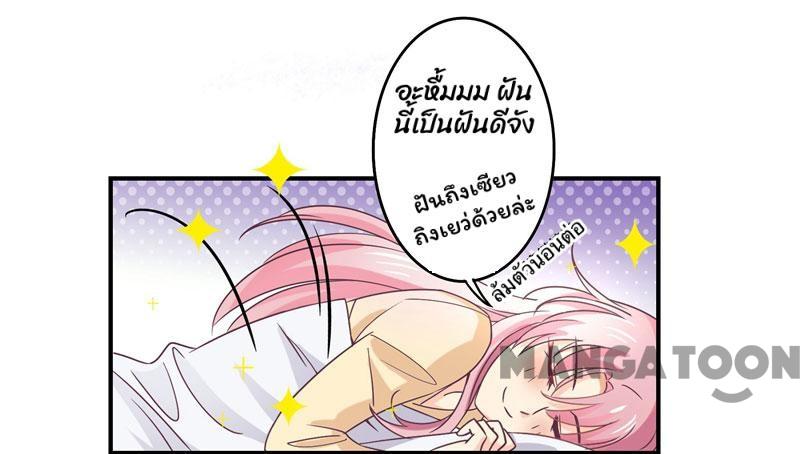 อะหื้มมม ฝัน
นี้เป็นฝันดีจัง
ฝันถึงเซียว
ถิงเยว่ด้วยล่ะ
ล้มตัวนอนต่อ
MANGATOON